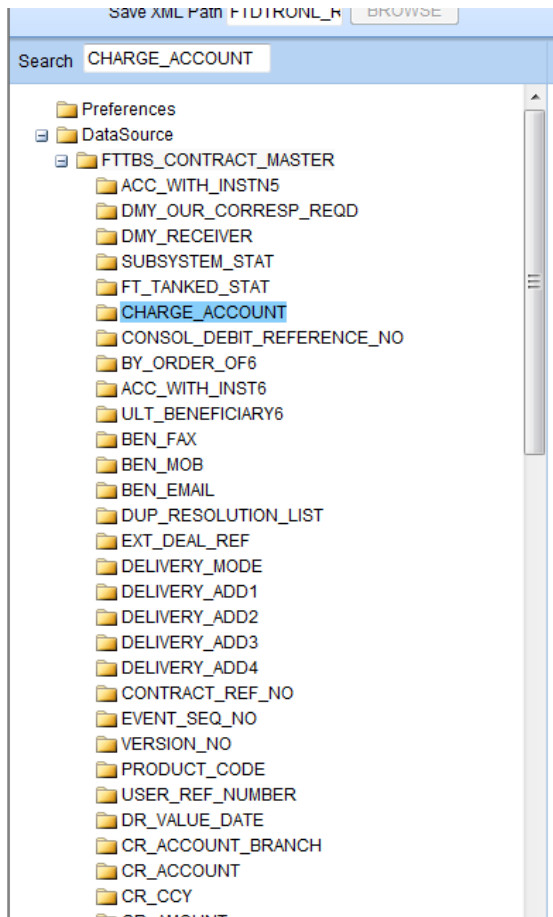 Save XML Path FTDTRONL_R BROWSE
Search CHARGE_ACCOUNT
Preferences
DataSource
FTTBS_CONTRACT_MASTER
ACC_WITH_INSTN5
DMY_OUR_CORRESP_REQD
DMY_RECEIVER
SUBSYSTEM_STAT
FT_TANKED_STAT
CHARGE_ACCOUNT
CONSOL_DEBIT_REFERENCE_NO
BY_ORDER_OF6
ACC_WITH_INST6
ULT_BENEFICIARY6
BEN_FAX
BEN_MOB
BEN_EMAIL
DUP_RESOLUTION_LIST
EXT_DEAL_REF
DELIVERY_MODE
DELIVERY_ADD1
DELIVERY_ADD2
DELIVERY_ADD3
DELIVERY_ADD4
CONTRACT_REF_NO
EVENT_SEQ_NO
VERSION_NO
PRODUCT_CODE
USER_REF_NUMBER
DR_VALUE_DATE
CR_ACCOUNT_BRANCH
CR_ACCOUNT
CR_CCY
CR_AMOUNT